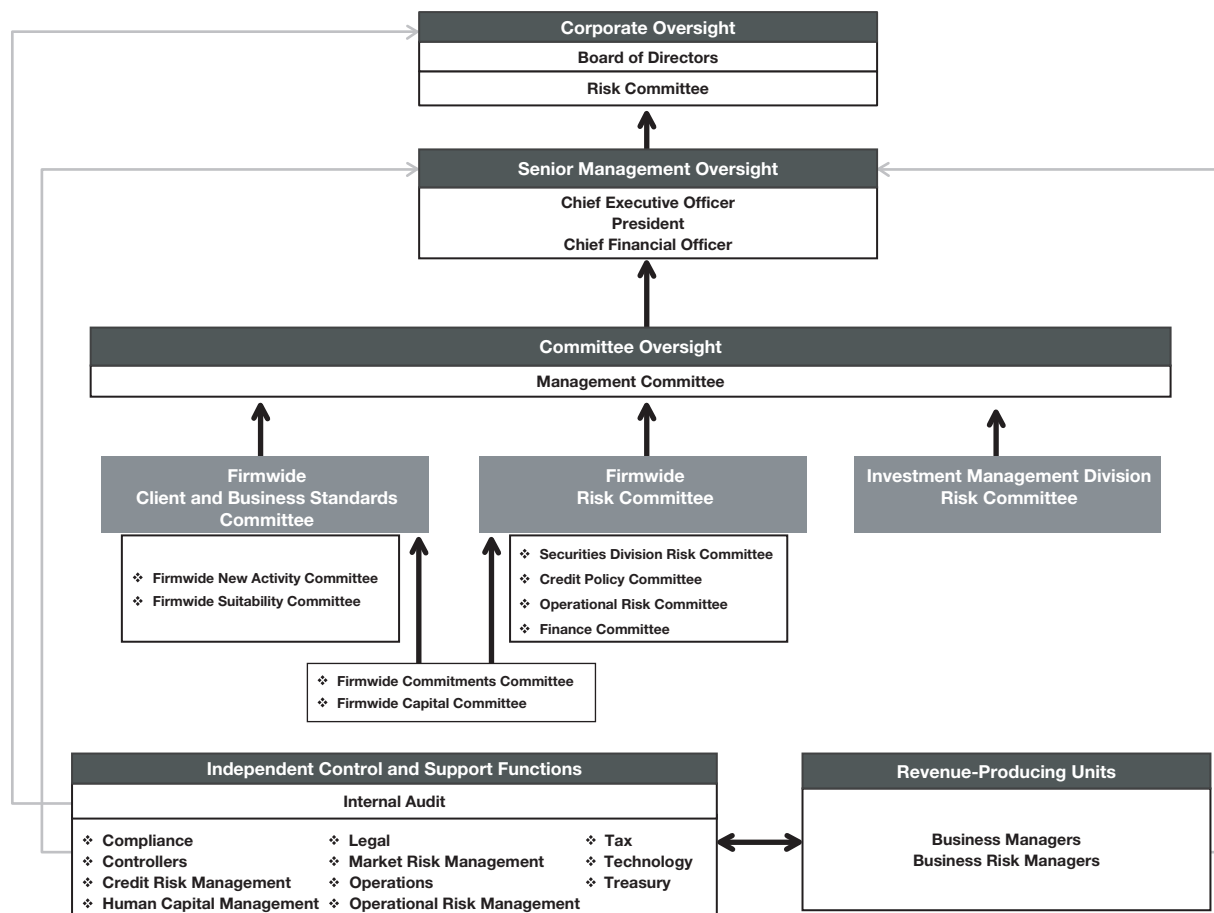 Corporate Oversight
Board of Directors
Risk Committee
Senior Management Oversight
Chief Executive Officer
President
Chief Financial Officer
Committee Oversight
Management Committee
Firmwide
Client and Business Standards
Committee
Firmwide
Risk Committee
Investment Management Division
Risk Committee
❖ Firmwide New Activity Committee
❖ Firmwide Suitability Committee
❖ Securities Division Risk Committee
❖ Credit Policy Committee
❖ Operational Risk Committee
❖ Finance Committee
❖ Firmwide Commitments Committee
❖ Firmwide Capital Committee
Independent Control and Support Functions
Internal Audit
❖ Compliance
❖ Controllers
❖ Credit Risk Management
❖ Human Capital Management
❖ Legal
❖ Market Risk Management
❖ Operations
❖ Operational Risk Management
❖ Tax
❖ Technology
❖ Treasury
Revenue-Producing Units
Business Managers
Business Risk Managers